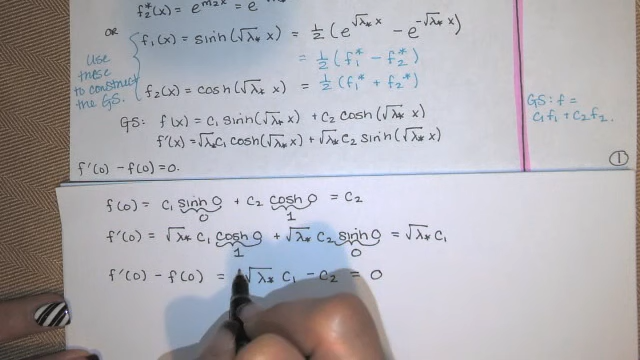 f₂*(x) = e^m₂x = e
OR
f₁(x) = sinh(√λ* x) = 1/2 (e^√λ* x − e^−√λ* x)
= 1/2 (f₁* − f₂*)
f₂(x) = cosh(√λ* x) = 1/2 (f₁* + f₂*)
Use
these
to construct
the GS.
GS: f(x) = C₁ sinh(√λ* x) + C₂ cosh(√λ* x)
f'(x) = √λ* C₁ cosh(√λ* x) + √λ* C₂ sinh(√λ* x)
f'(0) − f(0) = 0.
GS: f =
C₁f₁ + C₂f₂.
1
f(0) = C₁ sinh 0 + C₂ cosh 0 = C₂
0 1
f'(0) = √λ* C₁ cosh 0 + √λ* C₂ sinh 0 = √λ* C₁
1 0
f'(0) − f(0) = √λ* C₁ − C₂ = 0